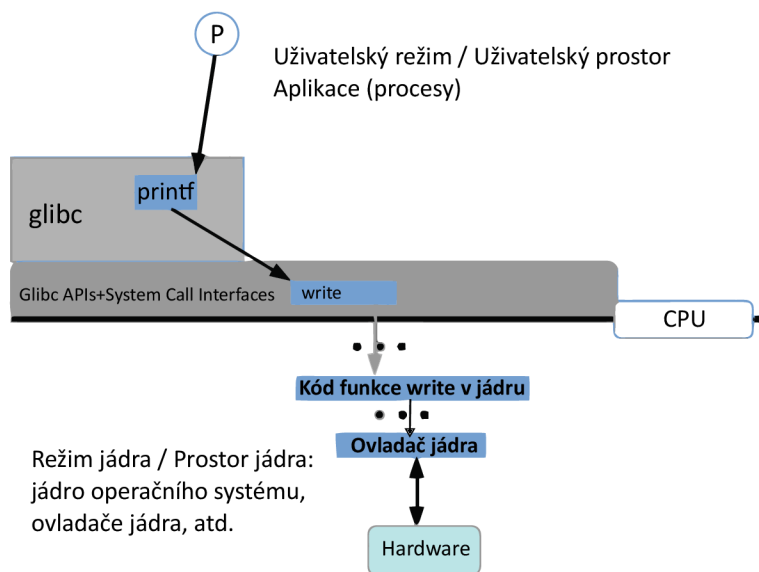 P
Uživatelský režim / Uživatelský prostor
Aplikace (procesy)
printf
glibc
Glibc APIs+System Call Interfaces
write
CPU
Kód funkce write v jádru
Ovladač jádra
Režim jádra / Prostor jádra:
jádro operačního systému,
ovladače jádra, atd.
Hardware